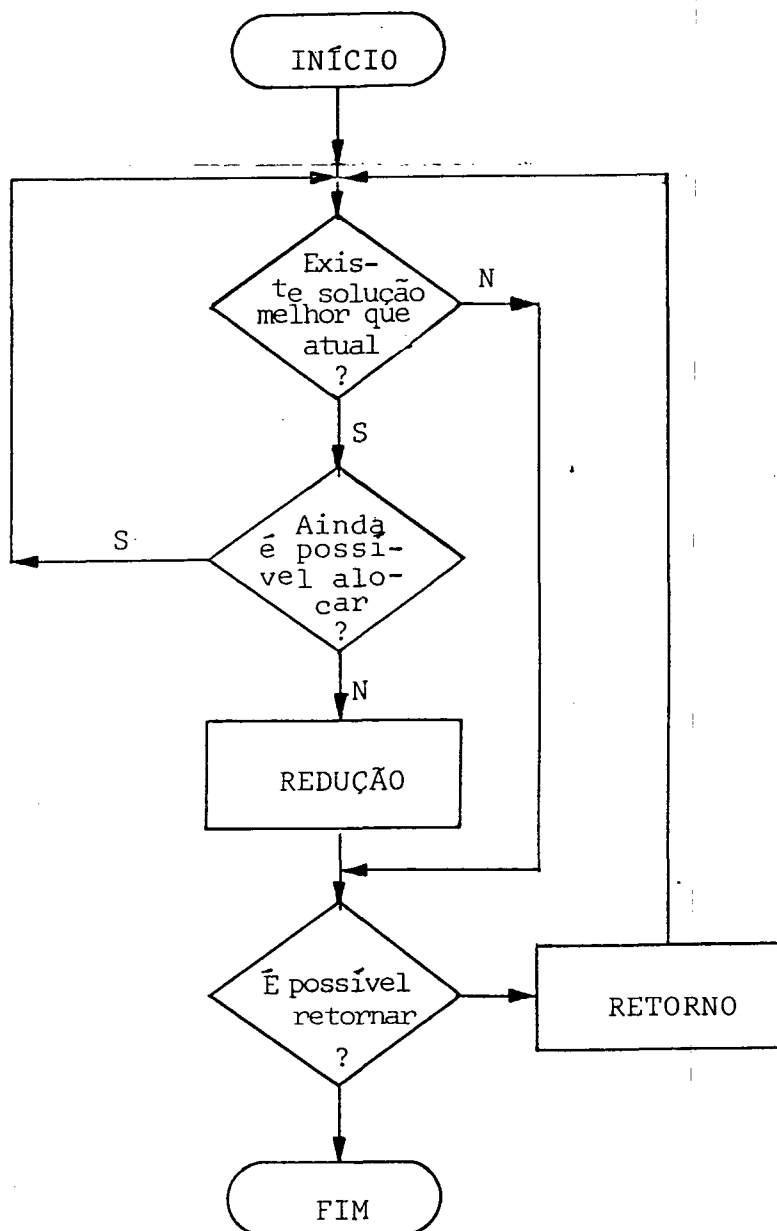 INÍCIO
Exis-
te solução
melhor que
atual
?
N
S
Ainda
é possí-
vel alo-
car
?
S
N
REDUÇÃO
É possível
retornar
?
RETORNO
FIM